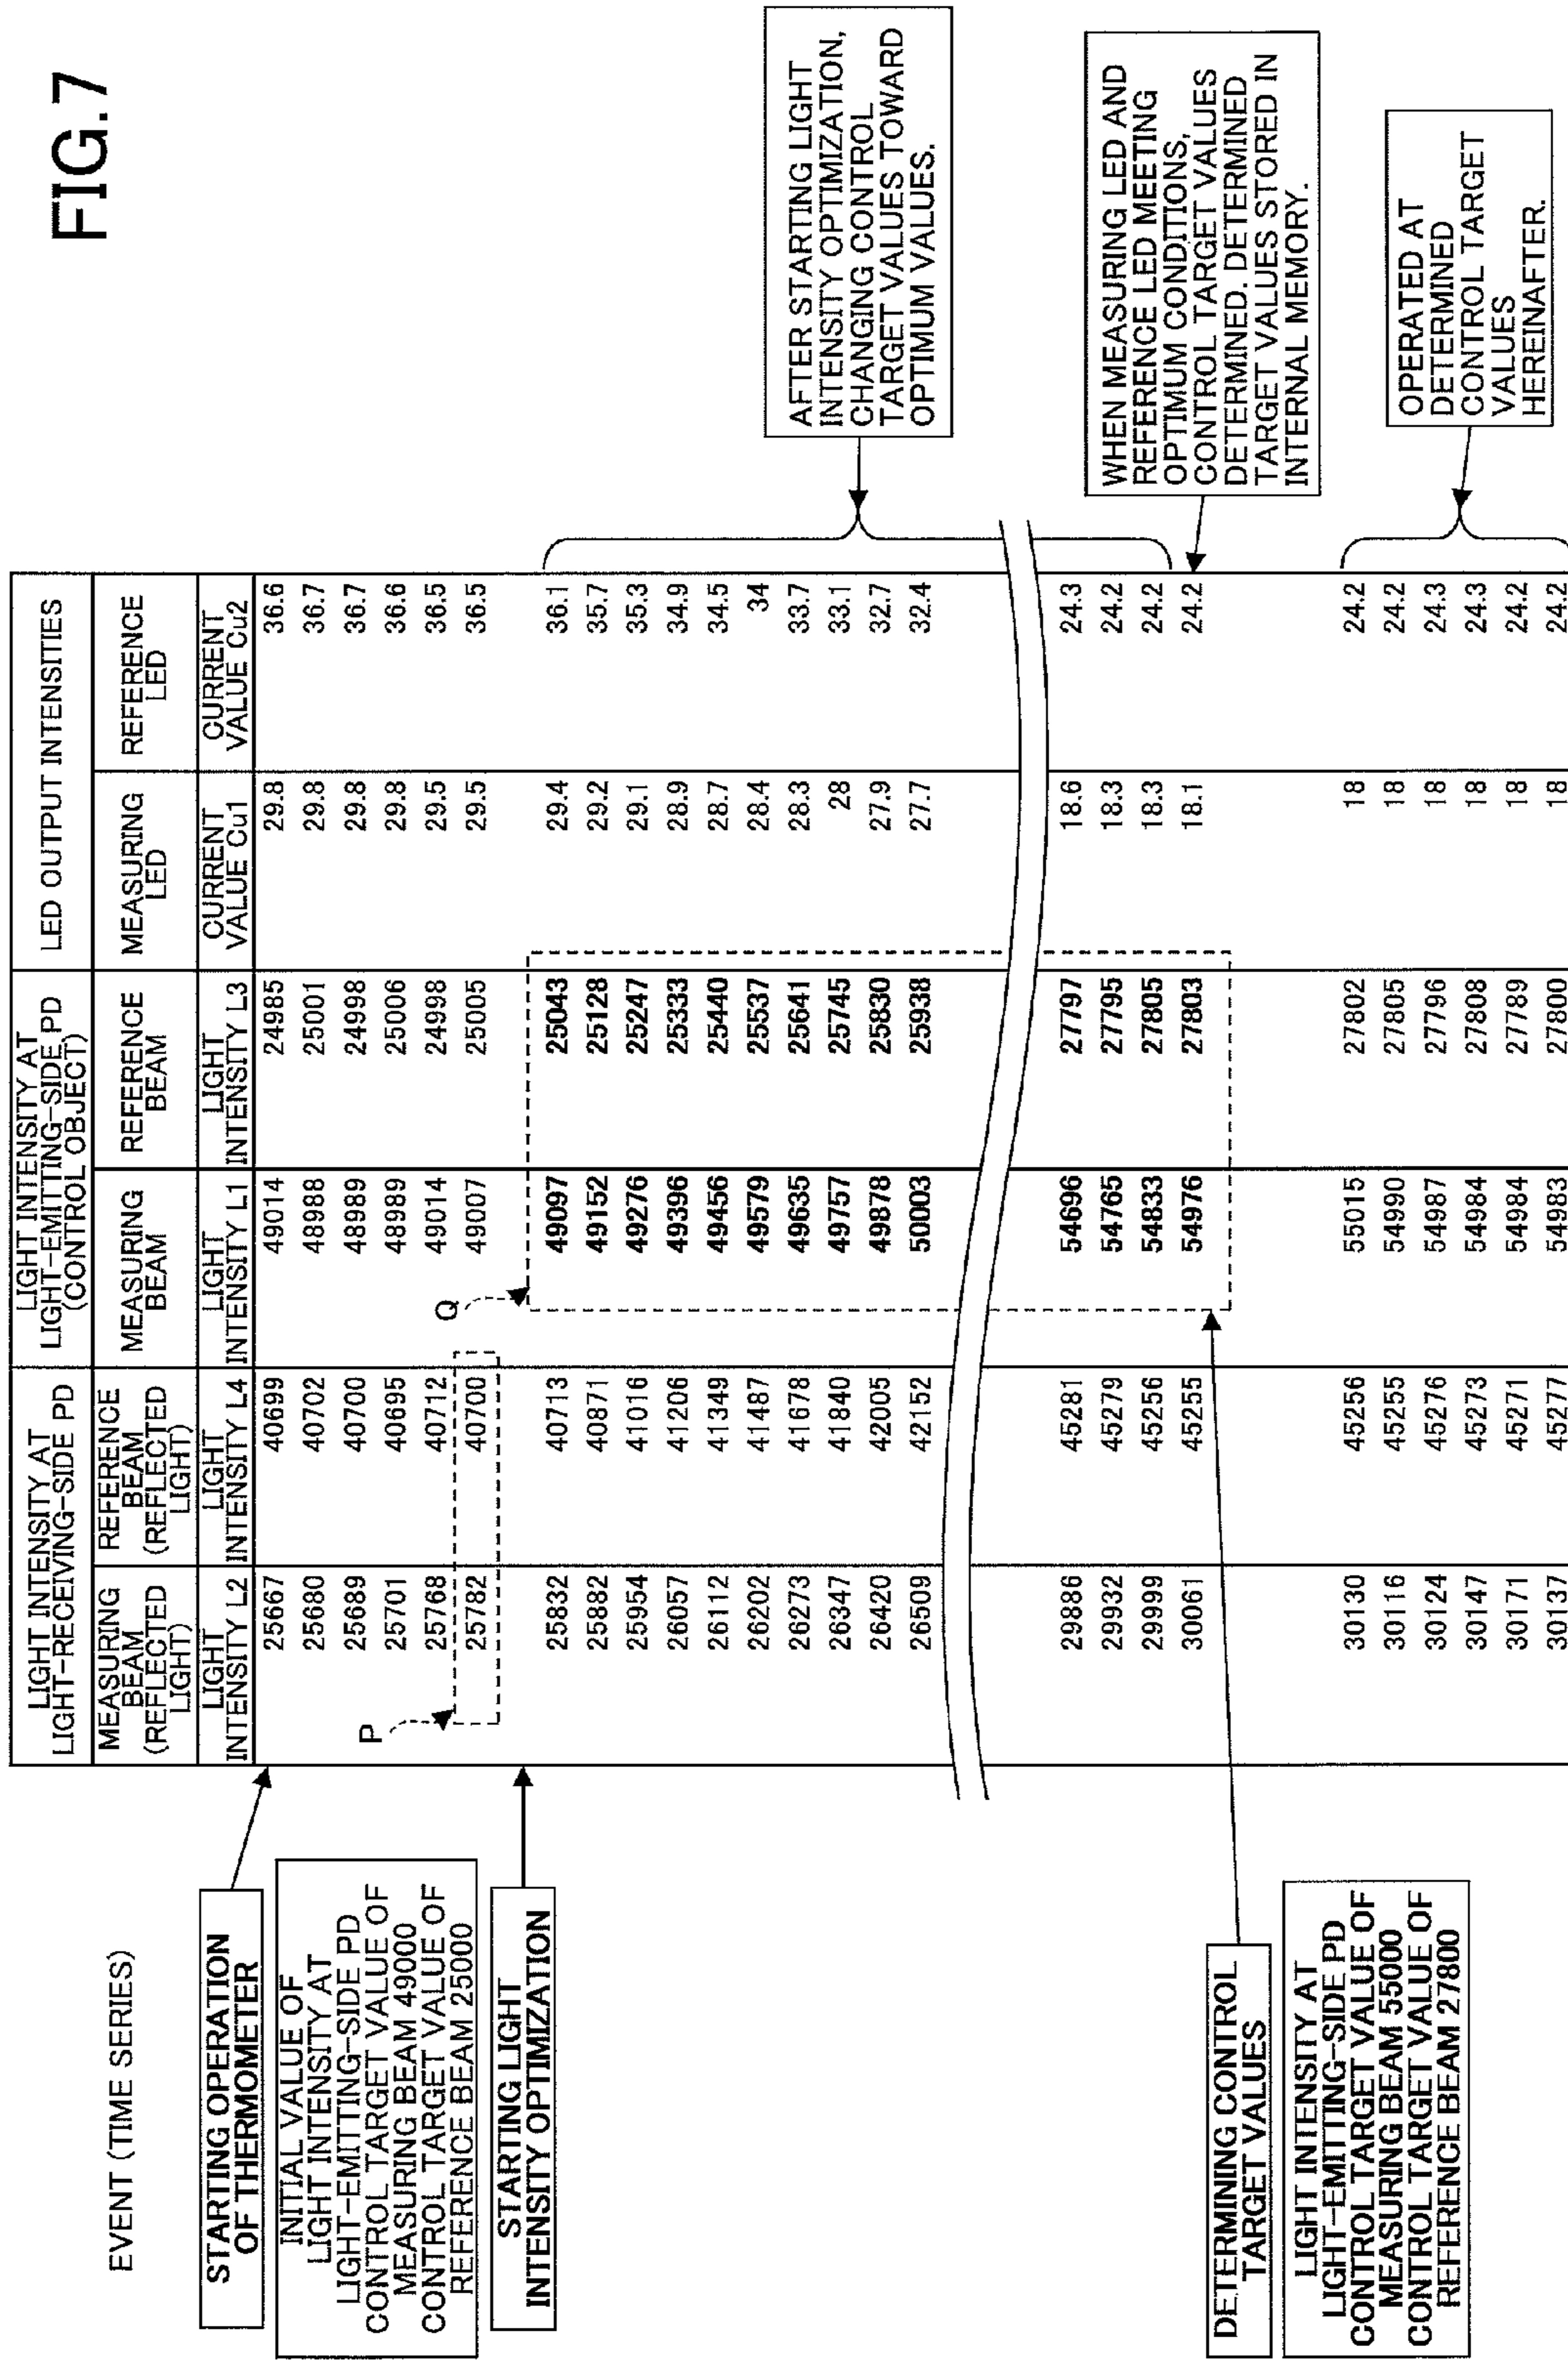 FIG.7
EVENT (TIME SERIES)
STARTING OPERATION
OF THERMOMETER
INITIAL VALUE OF
LIGHT INTENSITY AT
LIGHT-EMITTING-SIDE PD
CONTROL TARGET VALUE OF
MEASURING BEAM 49000
CONTROL TARGET VALUE OF
REFERENCE BEAM 25000
STARTING LIGHT
INTENSITY OPTIMIZATION
DETERMINING CONTROL
TARGET VALUES
LIGHT INTENSITY AT
LIGHT-EMITTING-SIDE PD
CONTROL TARGET VALUE OF
MEASURING BEAM 55000
CONTROL TARGET VALUE OF
REFERENCE BEAM 27800
LIGHT INTENSITY AT
LIGHT-RECEIVING-SIDE PD
LIGHT INTENSITY AT
LIGHT-EMITTING-SIDE PD
(CONTROL OBJECT)
LED OUTPUT INTENSITIES
MEASURING
BEAM
(REFLECTED
LIGHT)
REFERENCE
BEAM
(REFLECTED
LIGHT)
MEASURING
BEAM
REFERENCE
BEAM
MEASURING
LED
REFERENCE
LED
LIGHT
INTENSITY L2
LIGHT
INTENSITY L4
LIGHT
INTENSITY L1
LIGHT
INTENSITY L3
CURRENT
VALUE Cu1
CURRENT
VALUE Cu2
25667 40699 49014 24985 29.8 36.6
25680 40702 48988 25001 29.8 36.7
25689 40700 48989 24998 29.8 36.7
25701 40695 48989 25006 29.8 36.6
25768 40712 49014 24998 29.5 36.5
25782 40700 49007 25005 29.5 36.5
P
Q
25832 40713 49097 25043 29.4 36.1
25882 40871 49152 25128 29.2 35.7
25954 41016 49276 25247 29.1 35.3
26057 41206 49396 25333 28.9 34.9
26112 41349 49456 25440 28.7 34.5
26202 41487 49579 25537 28.4 34
26273 41678 49635 25641 28.3 33.7
26347 41840 49757 25745 28 33.1
26420 42005 49878 25830 27.9 32.7
26509 42152 50003 25938 27.7 32.4
29886 45281 54696 27797 18.6 24.3
29932 45279 54765 27795 18.3 24.2
29999 45256 54833 27805 18.3 24.2
30061 45255 54976 27803 18.1 24.2
30130 45256 55015 27802 18 24.2
30116 45255 54990 27805 18 24.2
30124 45276 54987 27796 18 24.3
30147 45273 54984 27808 18 24.3
30171 45271 54984 27789 18 24.2
30137 45277 54983 27800 18 24.2
AFTER STARTING LIGHT
INTENSITY OPTIMIZATION,
CHANGING CONTROL
TARGET VALUES TOWARD
OPTIMUM VALUES.
WHEN MEASURING LED AND
REFERENCE LED MEETING
OPTIMUM CONDITIONS,
CONTROL TARGET VALUES
DETERMINED. DETERMINED
TARGET VALUES STORED IN
INTERNAL MEMORY.
OPERATED AT
DETERMINED
CONTROL TARGET
VALUES
HEREINAFTER.